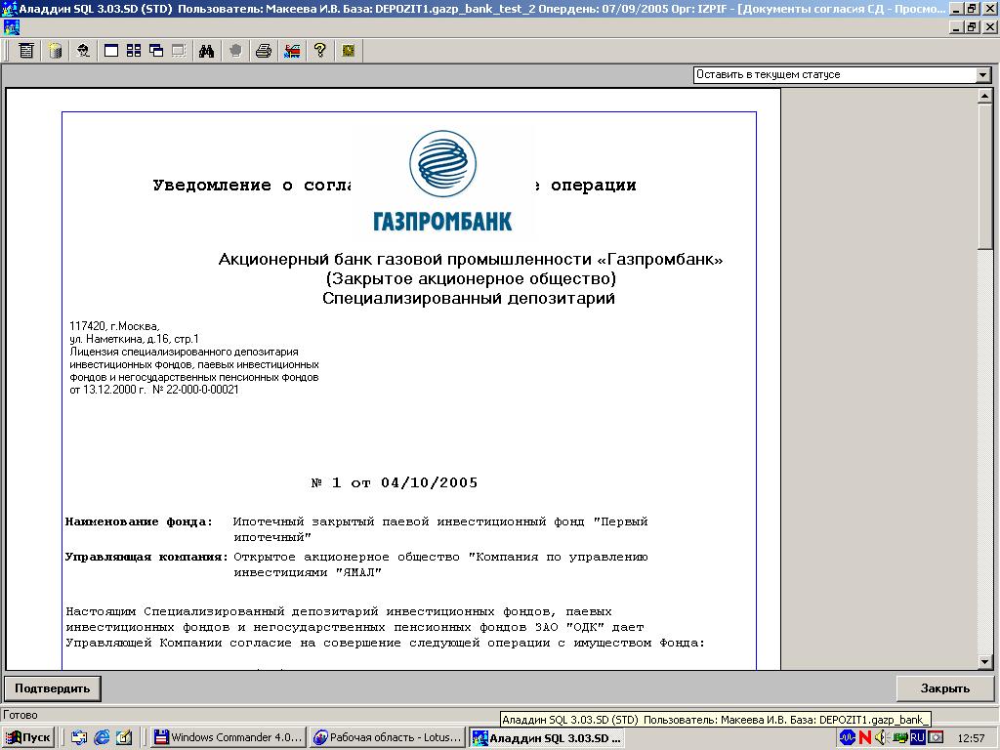 Аладдин SQL 3.03.SD (STD) Пользователь: Макеева И.В. База: DEPOZIT1.gazp_bank_test_2 Опердень: 07/09/2005 Орг: IZPIF - [Документы согласия СД - Просмо...
Оставить в текущем статусе
Уведомление о согла е операции
ГАЗПРОМБАНК
Акционерный банк газовой промышленности «Газпромбанк»
(Закрытое акционерное общество)
Специализированный депозитарий
117420, г.Москва,
ул. Наметкина, д.16, стр.1
Лицензия специализированного депозитария
инвестиционных фондов, паевых инвестиционных
фондов и негосударственных пенсионных фондов
от 13.12.2000 г. № 22-000-0-00021
№ 1 от 04/10/2005
Наименование фонда: Ипотечный закрытый паевой инвестиционный фонд "Первый
ипотечный"
Управляющая компания: Открытое акционерное общество "Компания по управлению
инвестициями "ЯМАЛ"
Настоящим Специализированный депозитарий инвестиционных фондов, паевых
инвестиционных фондов и негосударственных пенсионных фондов ЗАО "ОДК" дает
Управляющей Компании согласие на совершение следующей операции с имуществом Фонда:
Подтвердить Закрыть
Готово
Аладдин SQL 3.03.SD (STD) Пользователь: Макеева И.В. База: DEPOZIT1.gazp_bank_
Пуск Windows Commander 4.0... Рабочая область - Lotus... Аладдин SQL 3.03.SD ... RU 12:57